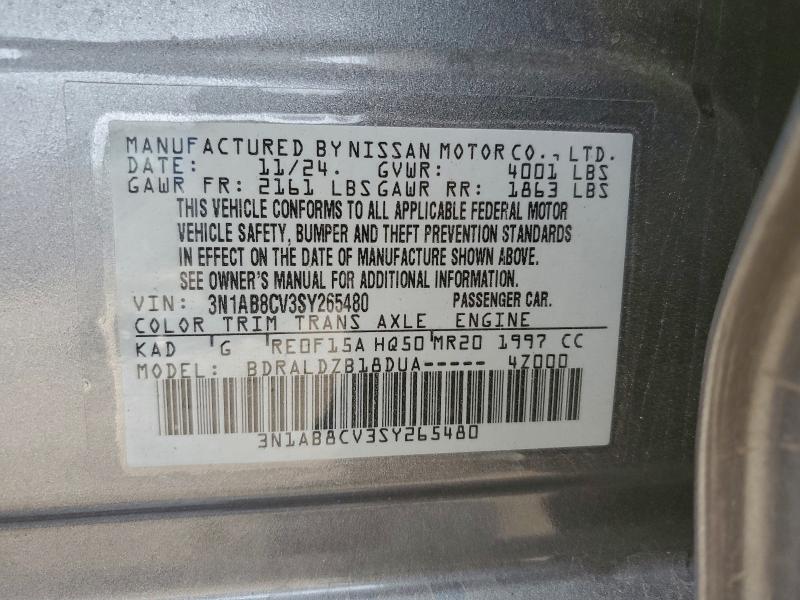 MANUFACTURED BY NISSAN MOTOR CO., LTD.
DATE: 11/24. GVWR: 4001 LBS
GAWR FR: 2161 LBS GAWR RR: 1863 LBS
THIS VEHICLE CONFORMS TO ALL APPLICABLE FEDERAL MOTOR
VEHICLE SAFETY, BUMPER AND THEFT PREVENTION STANDARDS
IN EFFECT ON THE DATE OF MANUFACTURE SHOWN ABOVE.
SEE OWNER'S MANUAL FOR ADDITIONAL INFORMATION.
VIN: 3N1AB8CV3SY265480 PASSENGER CAR.
COLOR TRIM TRANS AXLE ENGINE
KAD G RE0F15A HQ50 MR20 1997 CC
MODEL: BDRALDZB18DUA----- 4Z000
3N1AB8CV3SY265480